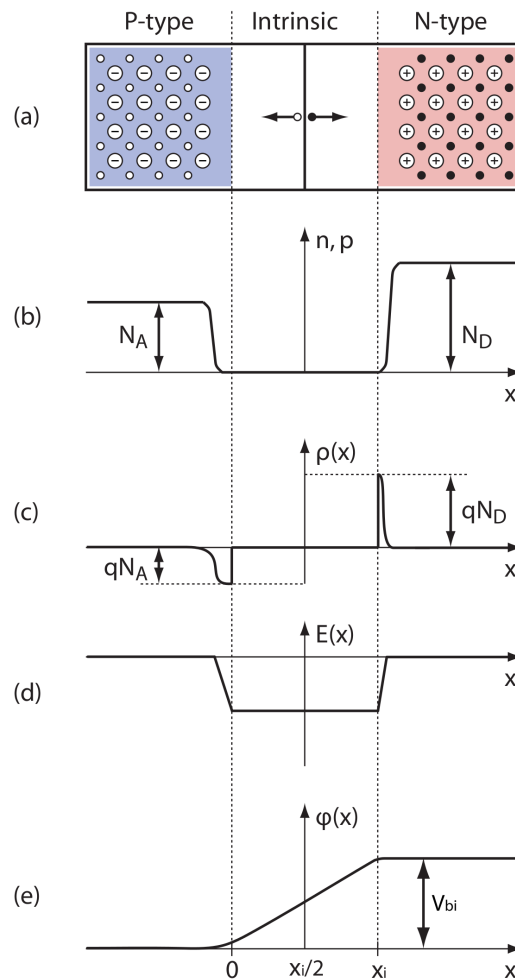 P-type Intrinsic N-type
(a)
n, p
(b)
N_A N_D
x
ρ(x)
(c)
qN_D
qN_A
x
E(x)
x
(d)
φ(x)
(e)
V_bi
0 x_i/2 x_i x